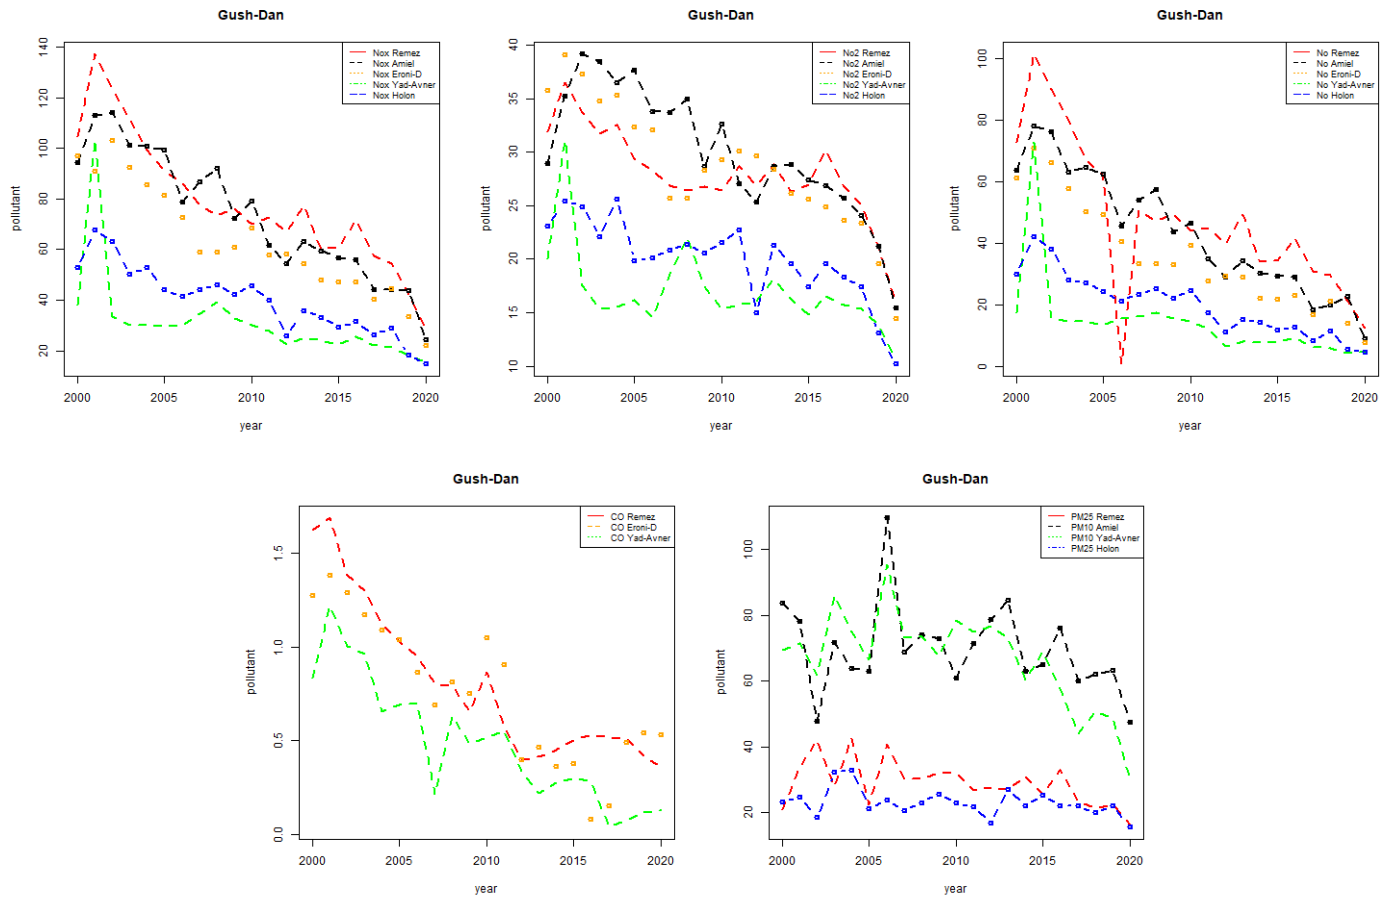 Gush-Dan
Nox Remez
Nox Amiel
Nox Eroni-D
Nox Yad-Avner
Nox Holon
140
120
100
80
60
40
20
pollutant
2000 2005 2010 2015 2020
year
Gush-Dan
No2 Remez
No2 Amiel
No2 Eroni-D
No2 Yad-Avner
No2 Holon
40
35
30
25
20
15
10
pollutant
2000 2005 2010 2015 2020
year
Gush-Dan
No Remez
No Amiel
No Eroni-D
No Yad-Avner
No Holon
100
80
60
40
20
0
pollutant
2000 2005 2010 2015 2020
year
Gush-Dan
CO Remez
CO Eroni-D
CO Yad-Avner
1.5
1.0
0.5
0.0
pollutant
2000 2005 2010 2015 2020
year
Gush-Dan
PM25 Remez
PM10 Amiel
PM10 Yad-Avner
PM25 Holon
100
80
60
40
20
pollutant
2000 2005 2010 2015 2020
year